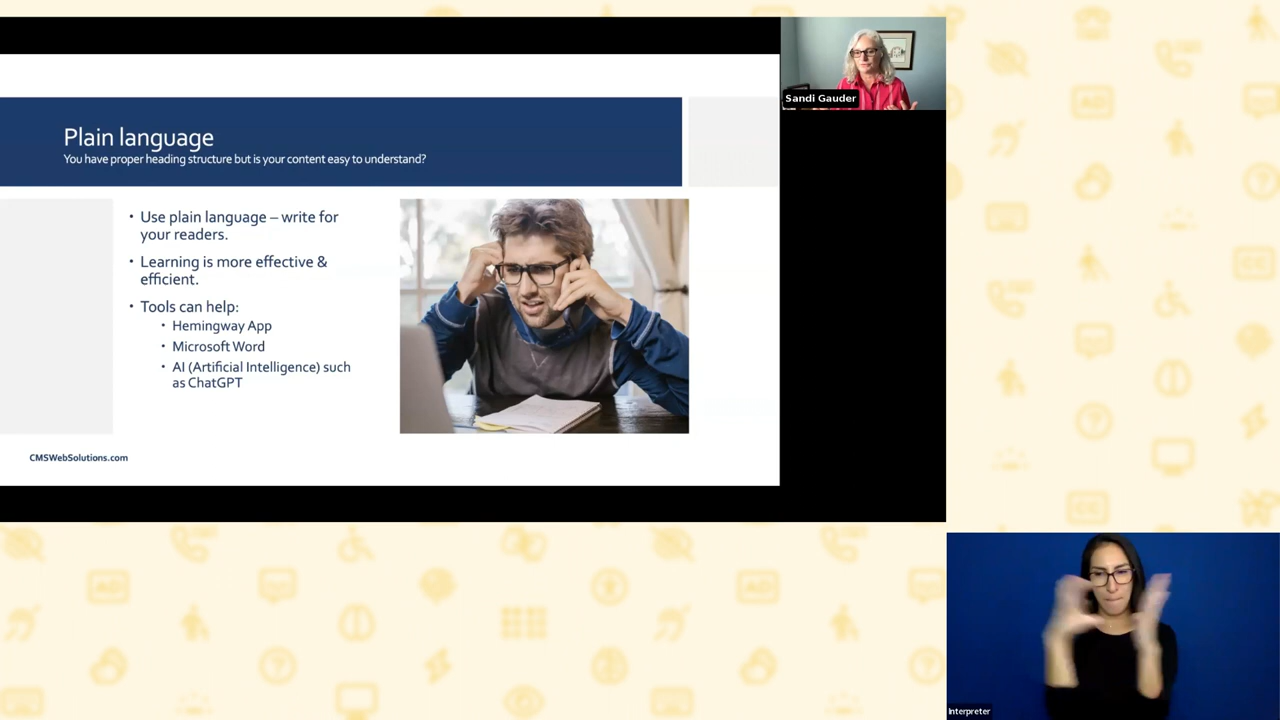 Sandi Gauder
Plain language
You have proper heading structure but is your content easy to understand?
• Use plain language – write for
your readers.
• Learning is more effective &
efficient.
• Tools can help:
• Hemingway App
• Microsoft Word
• AI (Artificial Intelligence) such
as ChatGPT
CMSWebSolutions.com
Interpreter